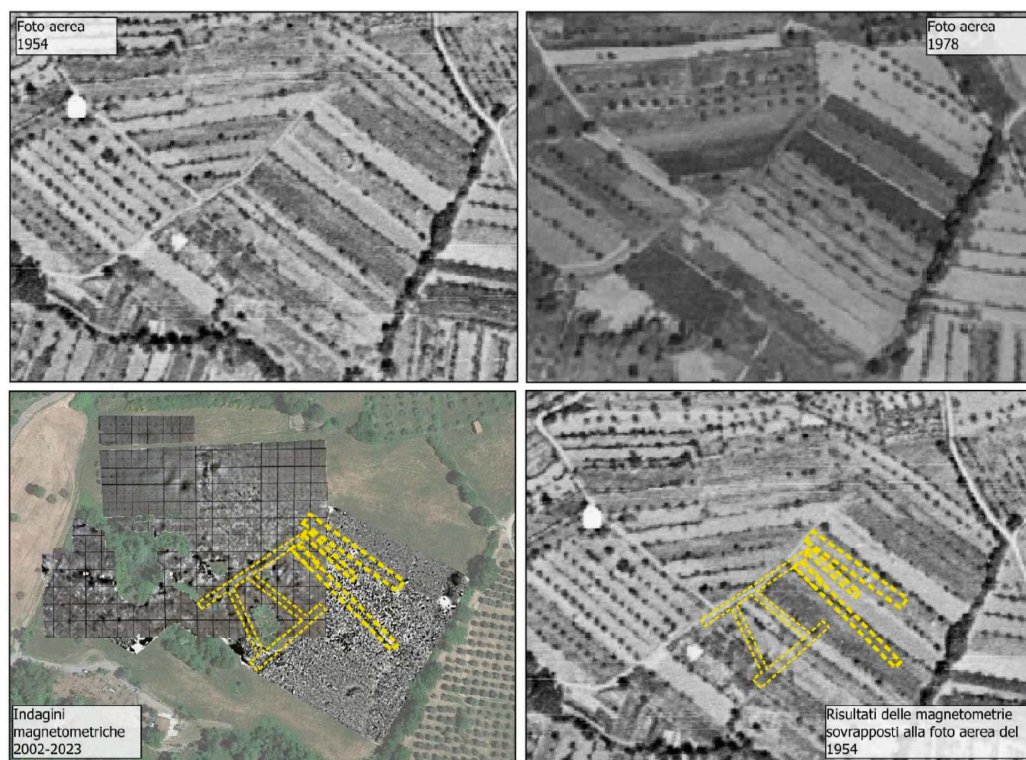 Foto aerea
1954
Foto aerea
1978
Indagini
magnetometriche
2002-2023
Risultati delle magnetometrie
sovrapposti alla foto aerea del
1954